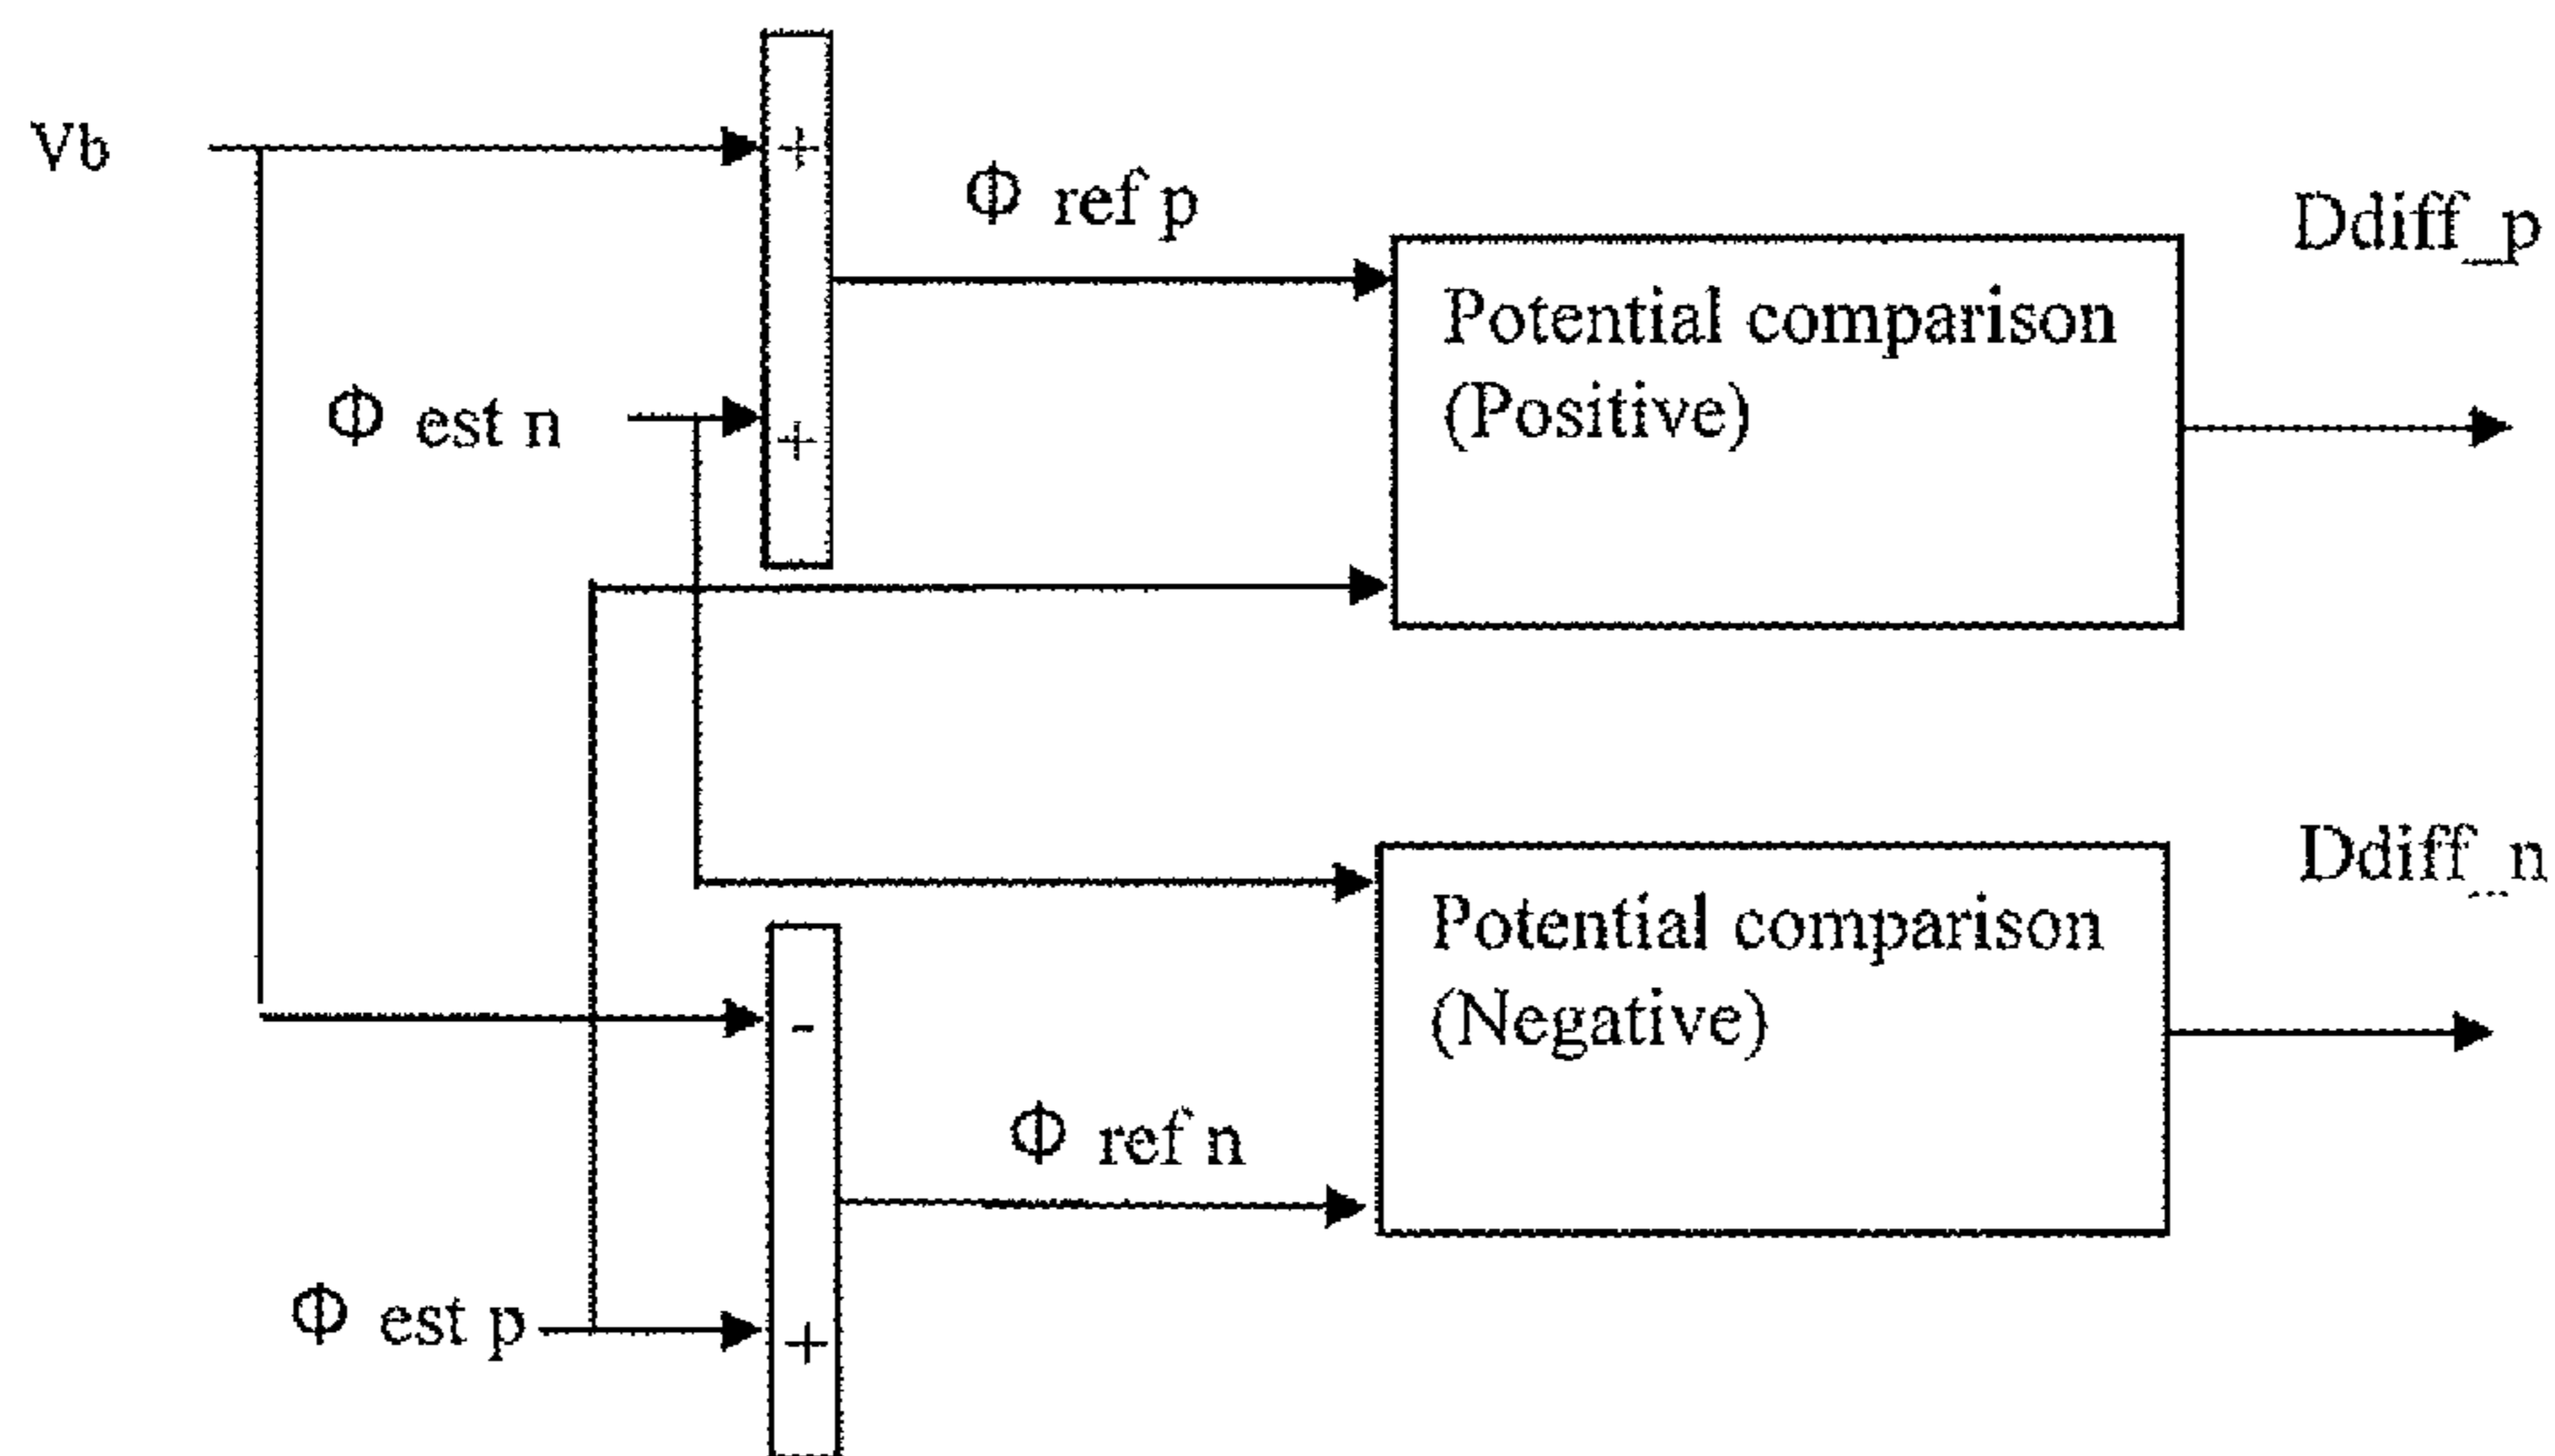 Vb
+
Φ ref p
Ddiff_p
Potential comparison
(Positive)
Φ est n
+
Ddiff_n
Potential comparison
(Negative)
-
Φ ref n
Φ est p
+